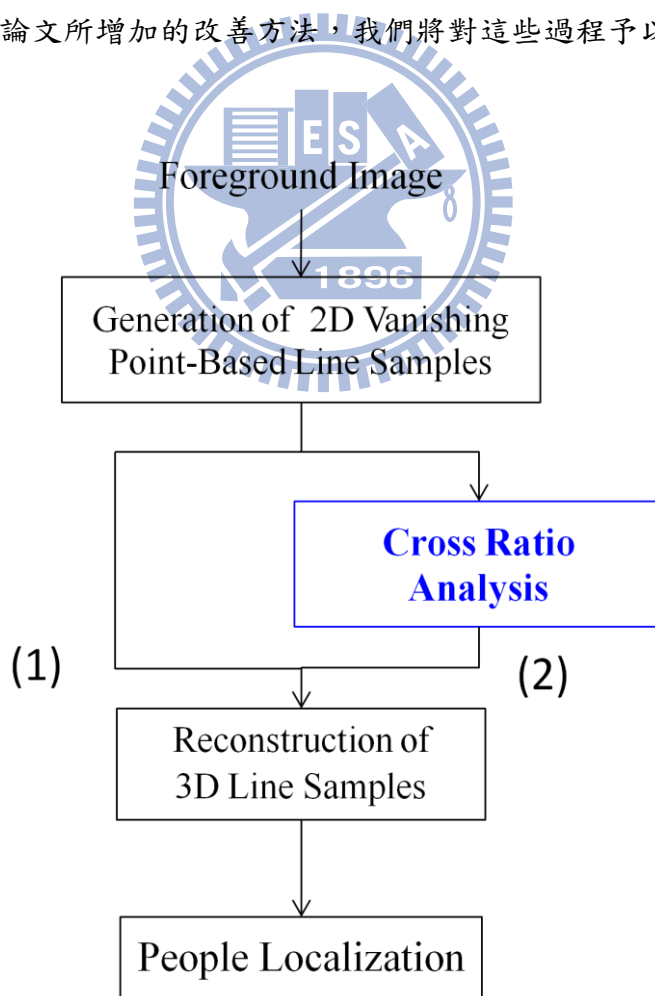 論文所增加的改善方法，我們將對這些過程予以
E S A
Foreground Image
1896
Generation of 2D Vanishing
Point-Based Line Samples
Cross Ratio
Analysis
(1)
(2)
Reconstruction of
3D Line Samples
People Localization